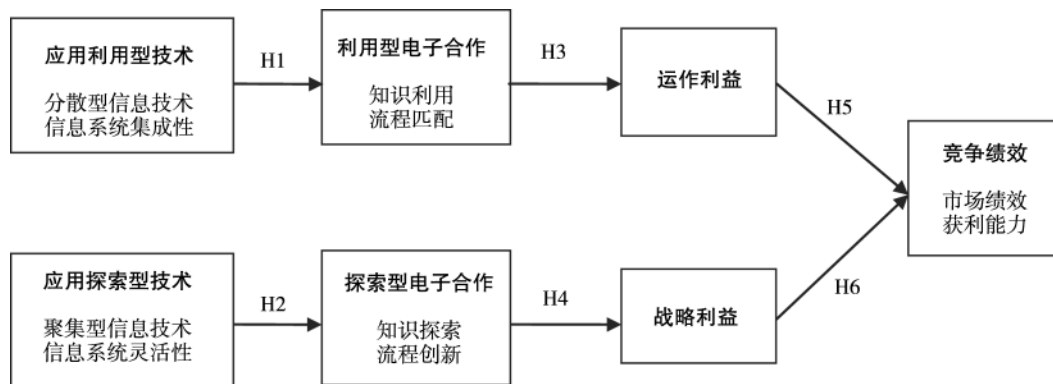 应用利用型技术
分散型信息技术
信息系统集成性
H1
利用型电子合作
知识利用
流程匹配
H3
运作利益
H5
竞争绩效
市场绩效
获利能力
应用探索型技术
聚集型信息技术
信息系统灵活性
H2
探索型电子合作
知识探索
流程创新
H4
战略利益
H6